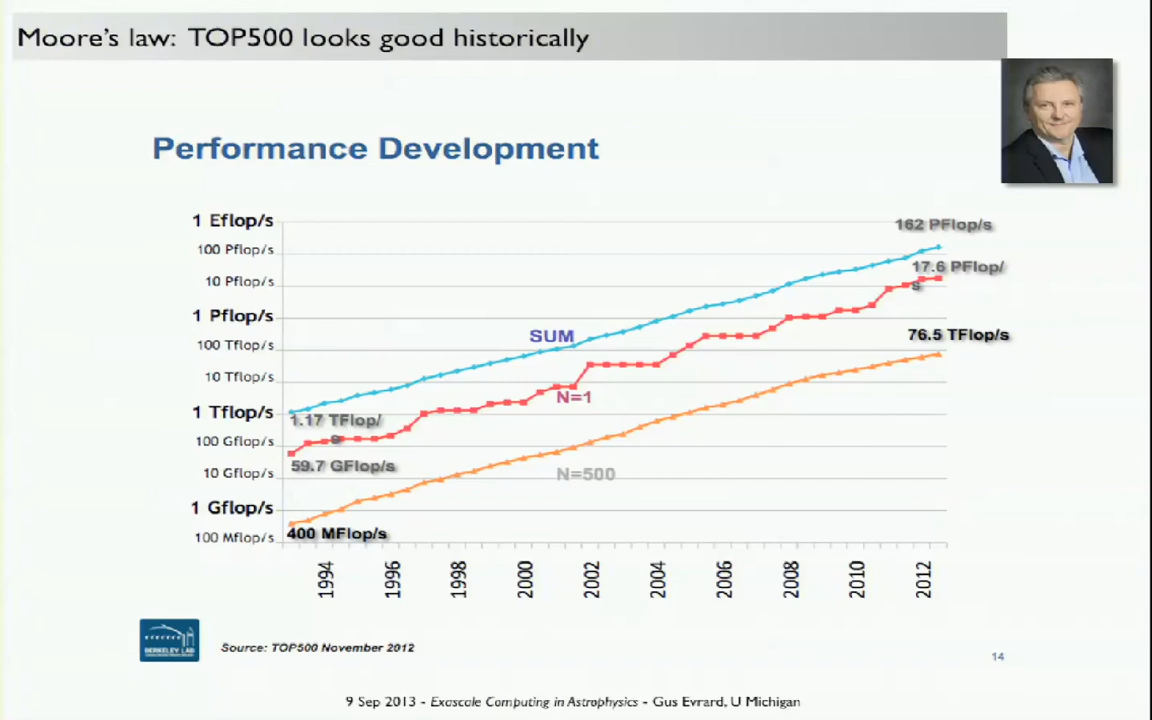 Moore's law: TOP500 looks good historically
Performance Development
1 Eflop/s
100 Pflop/s
10 Pflop/s
1 Pflop/s
100 Tflop/s
10 Tflop/s
1 Tflop/s
100 Gflop/s
10 Gflop/s
1 Gflop/s
100 Mflop/s
162 PFlop/s
17.6 PFlop/
s
76.5 TFlop/s
SUM
N=1
N=500
1.17 TFlop/
s
59.7 GFlop/s
400 MFlop/s
1994 1996 1998 2000 2002 2004 2006 2008 2010 2012
BERKELEY LAB
Source: TOP500 November 2012
14
9 Sep 2013 - Exascale Computing in Astrophysics - Gus Evrard, U Michigan